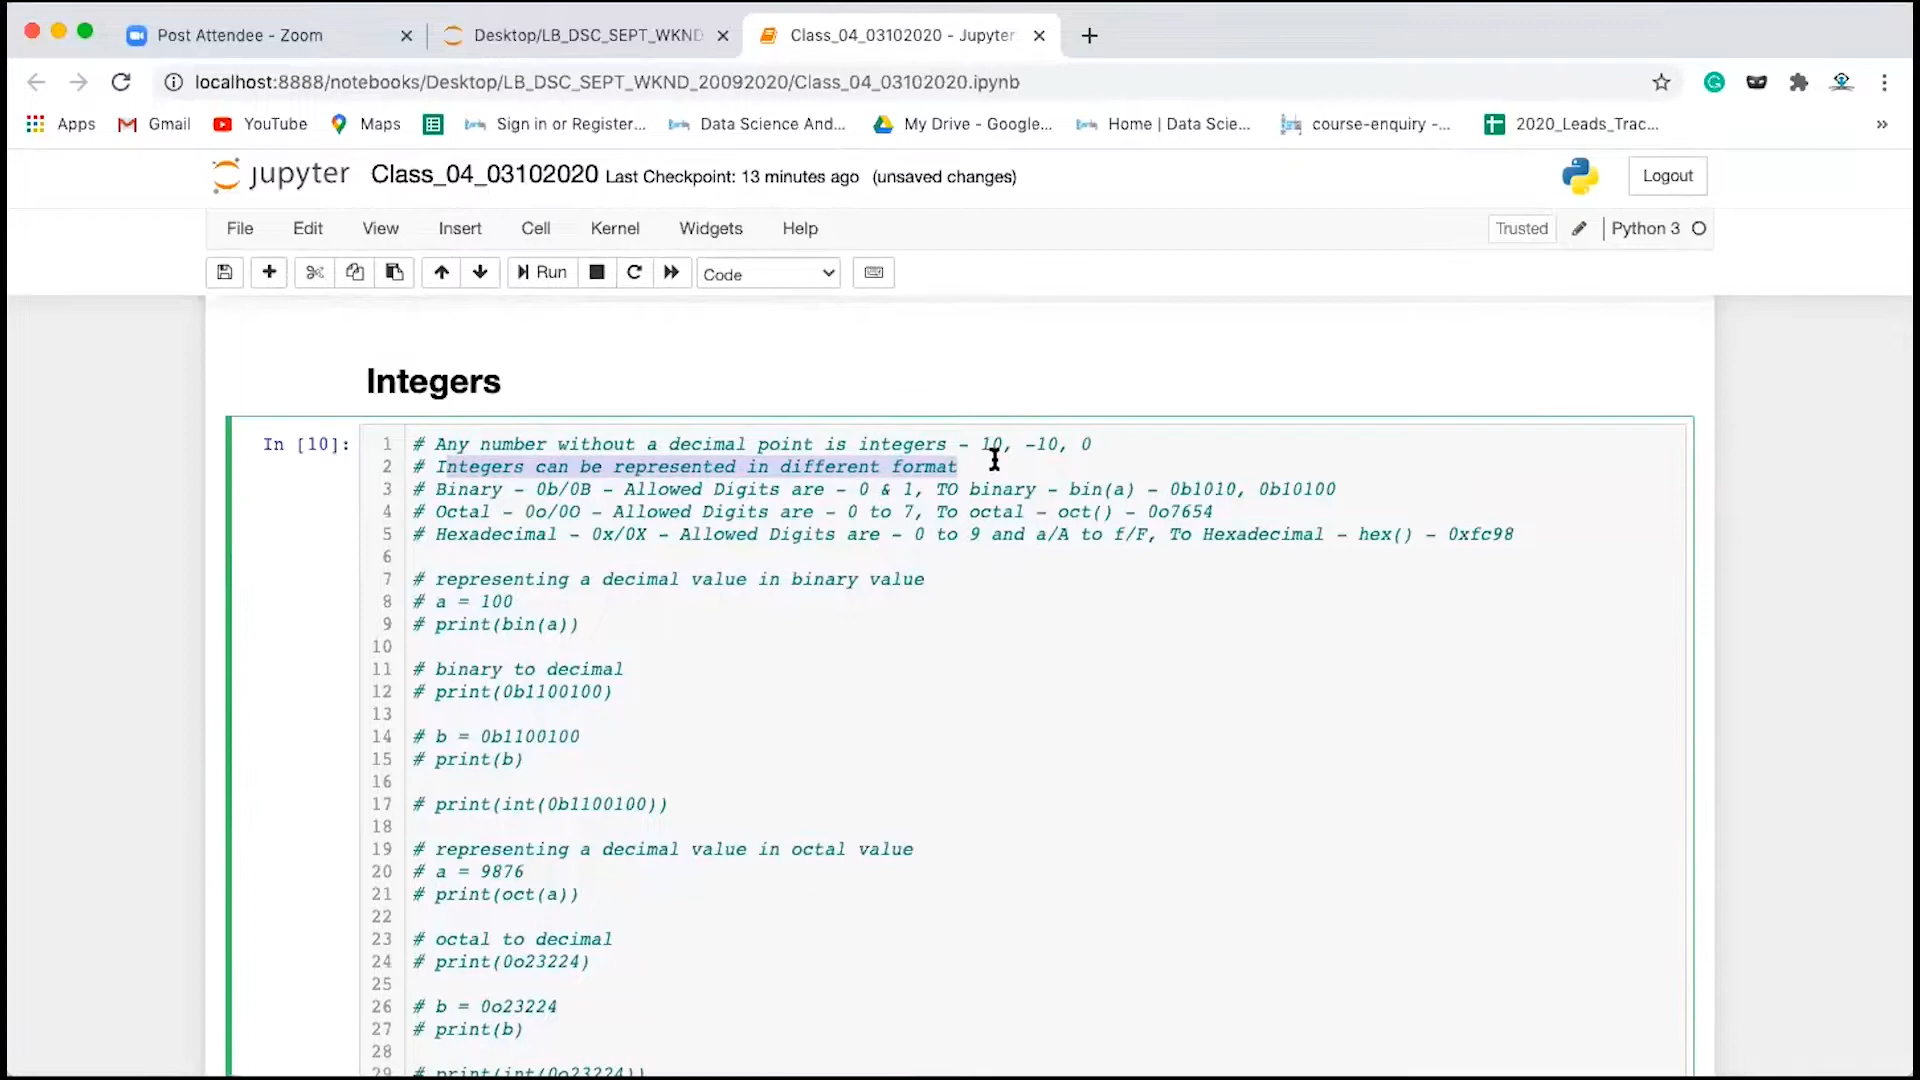 Post Attendee - Zoom
Desktop/LB_DSC_SEPT_WKND
Class_04_03102020 - Jupyter
localhost:8888/notebooks/Desktop/LB_DSC_SEPT_WKND_20092020/Class_04_03102020.ipynb
Apps Gmail YouTube Maps Sign in or Register... Data Science And... My Drive - Google... Home | Data Scie... course-enquiry -... 2020_Leads_Trac... »
jupyter Class_04_03102020 Last Checkpoint: 13 minutes ago (unsaved changes) Logout
File Edit View Insert Cell Kernel Widgets Help Trusted Python 3
Run Code
Integers
In [10]:
1 # Any number without a decimal point is integers - 10, -10, 0
2 # Integers can be represented in different format
3 # Binary - 0b/0B - Allowed Digits are - 0 & 1, TO binary - bin(a) - 0b1010, 0b10100
4 # Octal - 0o/0O - Allowed Digits are - 0 to 7, To octal - oct() - 0o7654
5 # Hexadecimal - 0x/0X - Allowed Digits are - 0 to 9 and a/A to f/F, To Hexadecimal - hex() - 0xfc98
6
7 # representing a decimal value in binary value
8 # a = 100
9 # print(bin(a))
10
11 # binary to decimal
12 # print(0b1100100)
13
14 # b = 0b1100100
15 # print(b)
16
17 # print(int(0b1100100))
18
19 # representing a decimal value in octal value
20 # a = 9876
21 # print(oct(a))
22
23 # octal to decimal
24 # print(0o23224)
25
26 # b = 0o23224
27 # print(b)
28
29 # print(int(0o23224))